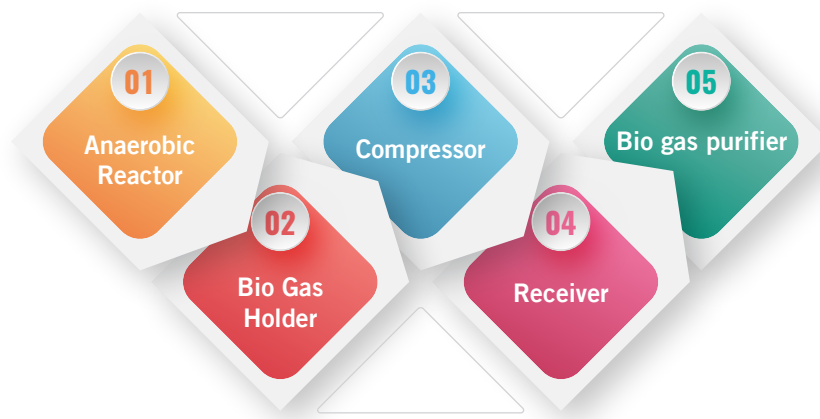 01
Anaerobic
Reactor
02
Bio Gas
Holder
03
Compressor
04
Receiver
05
Bio gas purifier